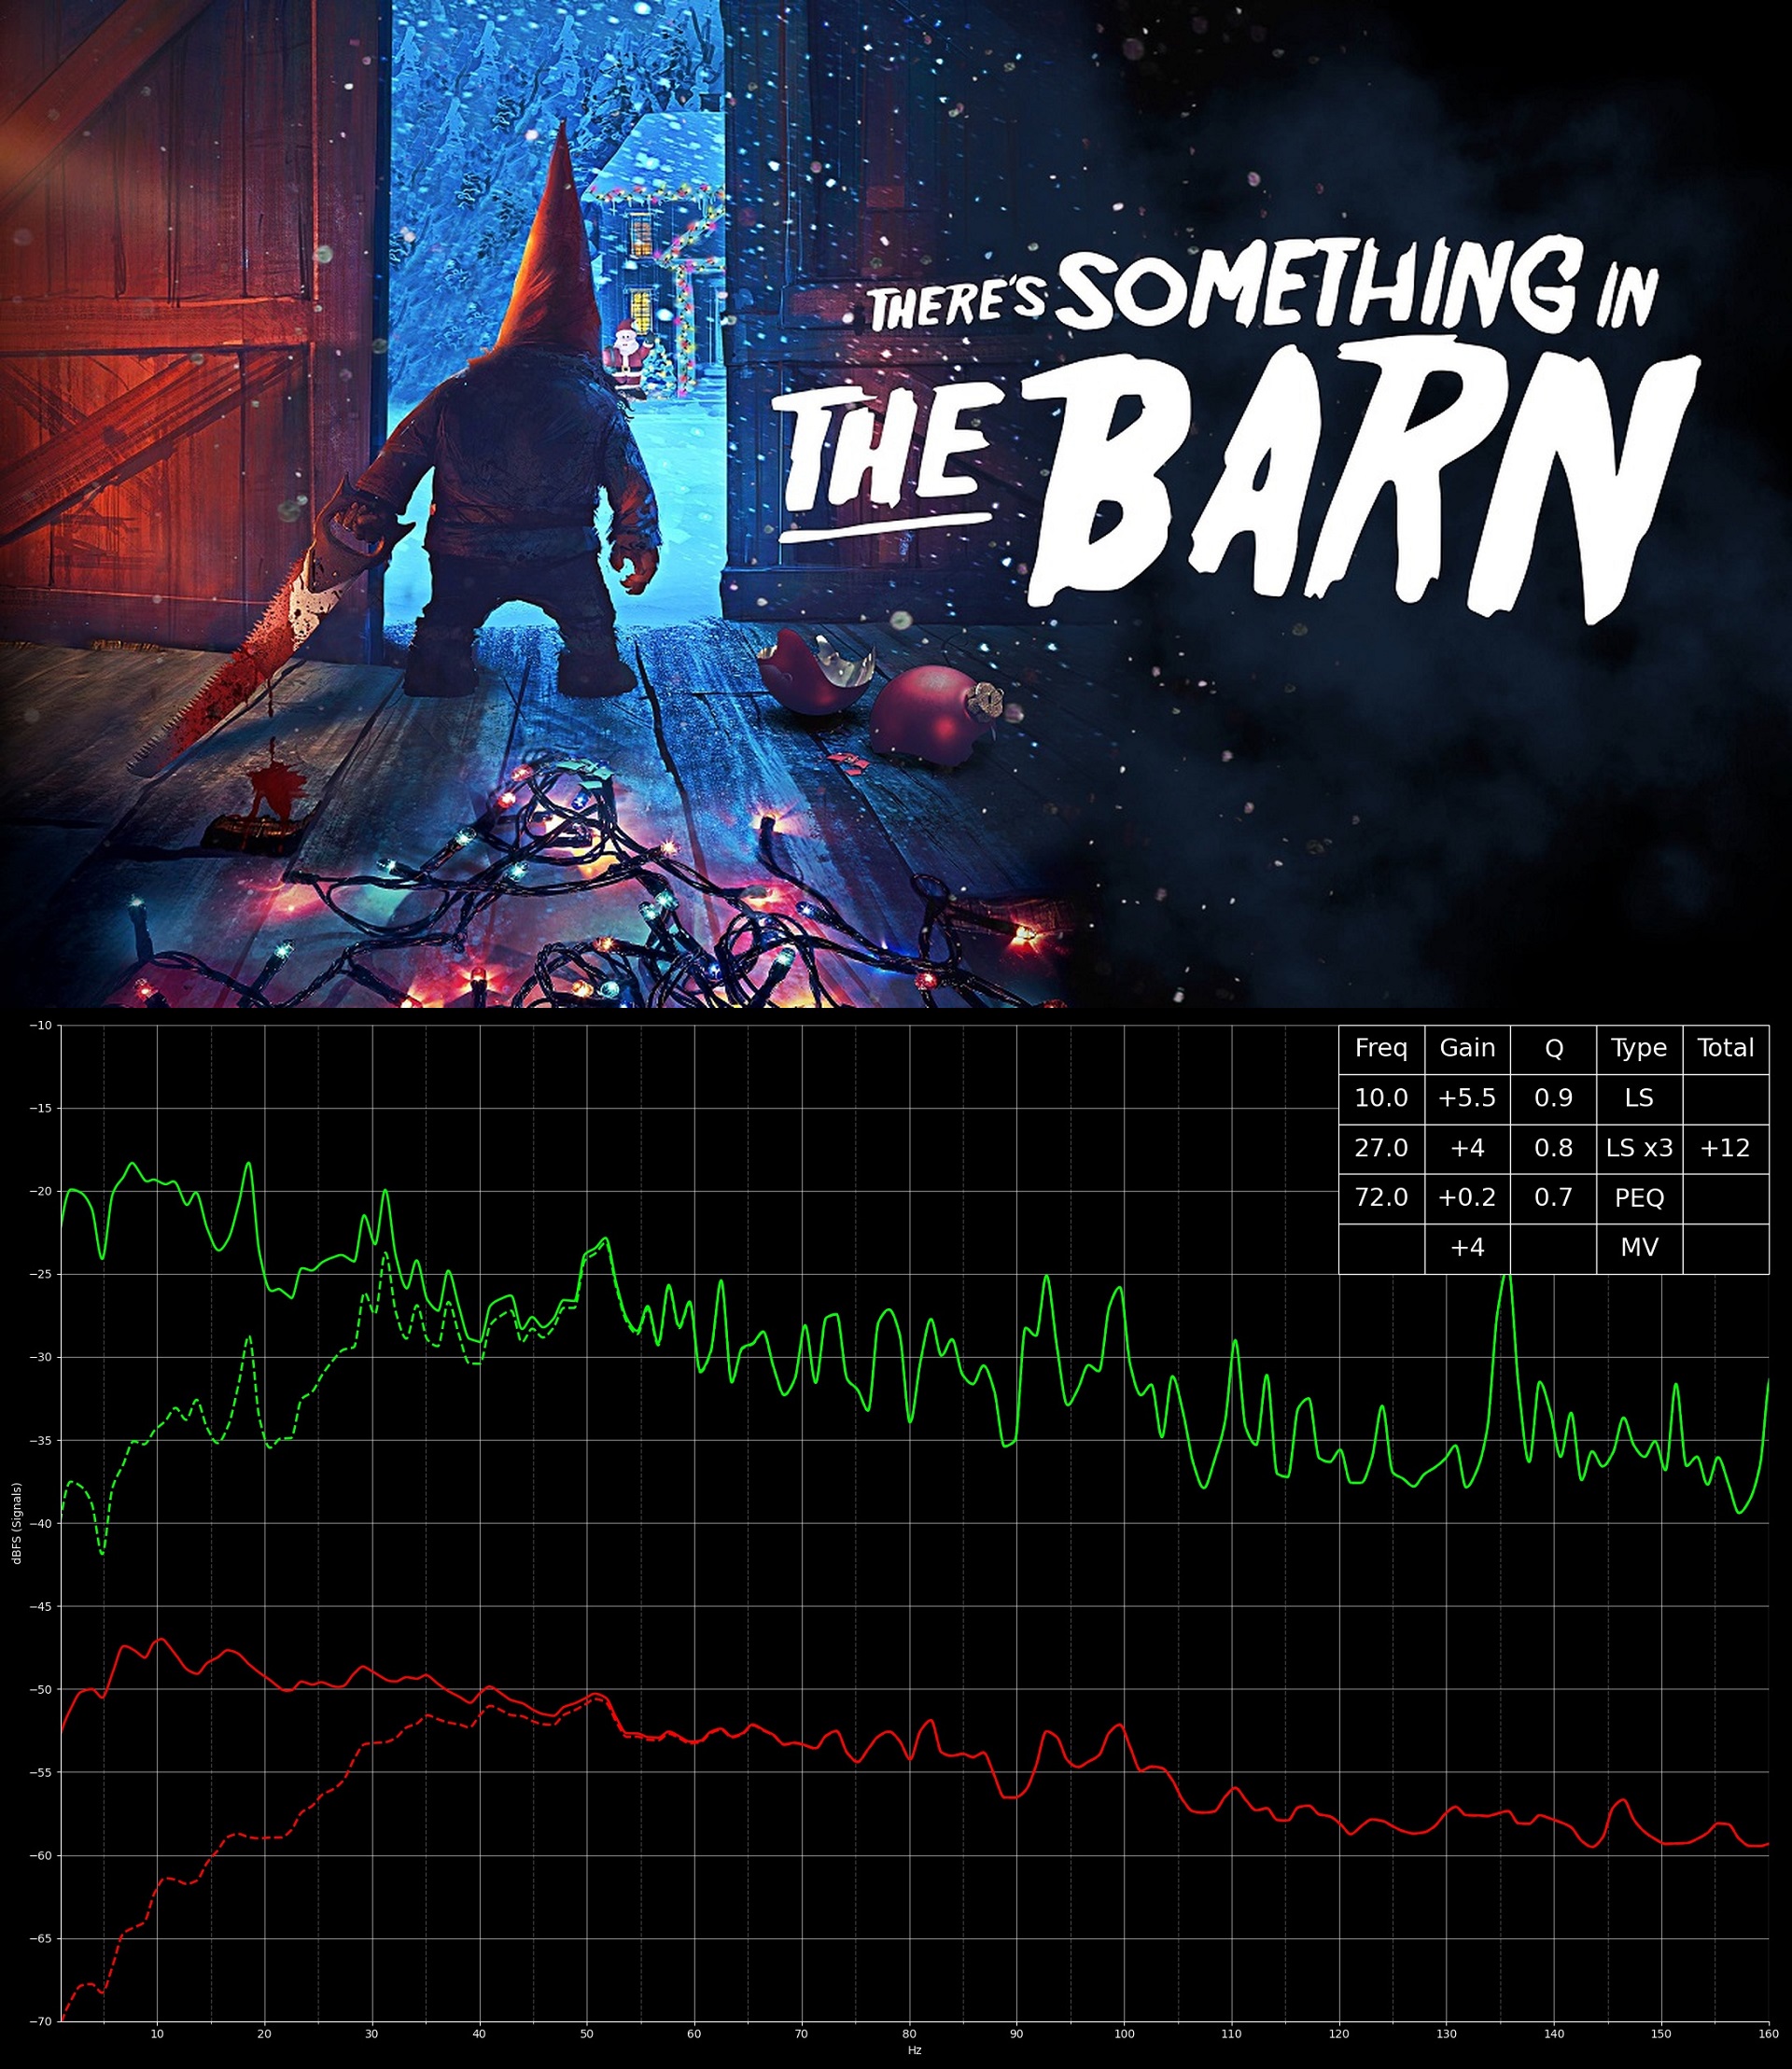 THERE'S SOMETHING IN
THE BARN
Freq Gain Q Type Total
10.0 +5.5 0.9 LS
27.0 +4 0.8 LS x3 +12
72.0 +0.2 0.7 PEQ
+4 MV
−10
−15
−20
−25
−30
−35
−40
−45
−50
−55
−60
−65
−70
dBFS (Signals)
10 20 30 40 50 60 70 80 90 100 110 120 130 140 150 160
Hz